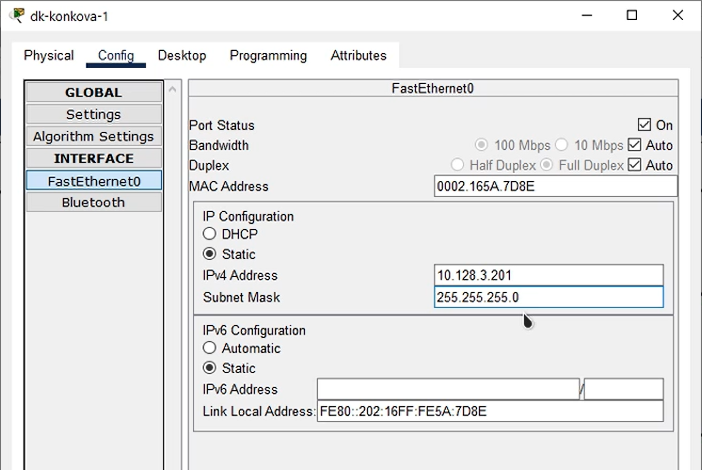 dk-konkova-1
Physical Config Desktop Programming Attributes
GLOBAL
Settings
Algorithm Settings
INTERFACE
FastEthernet0
Bluetooth
FastEthernet0
Port Status On
Bandwidth 100 Mbps 10 Mbps Auto
Duplex Half Duplex Full Duplex Auto
MAC Address 0002.165A.7D8E
IP Configuration
DHCP
Static
IPv4 Address 10.128.3.201
Subnet Mask 255.255.255.0
IPv6 Configuration
Automatic
Static
IPv6 Address /
Link Local Address: FE80::202:16FF:FE5A:7D8E